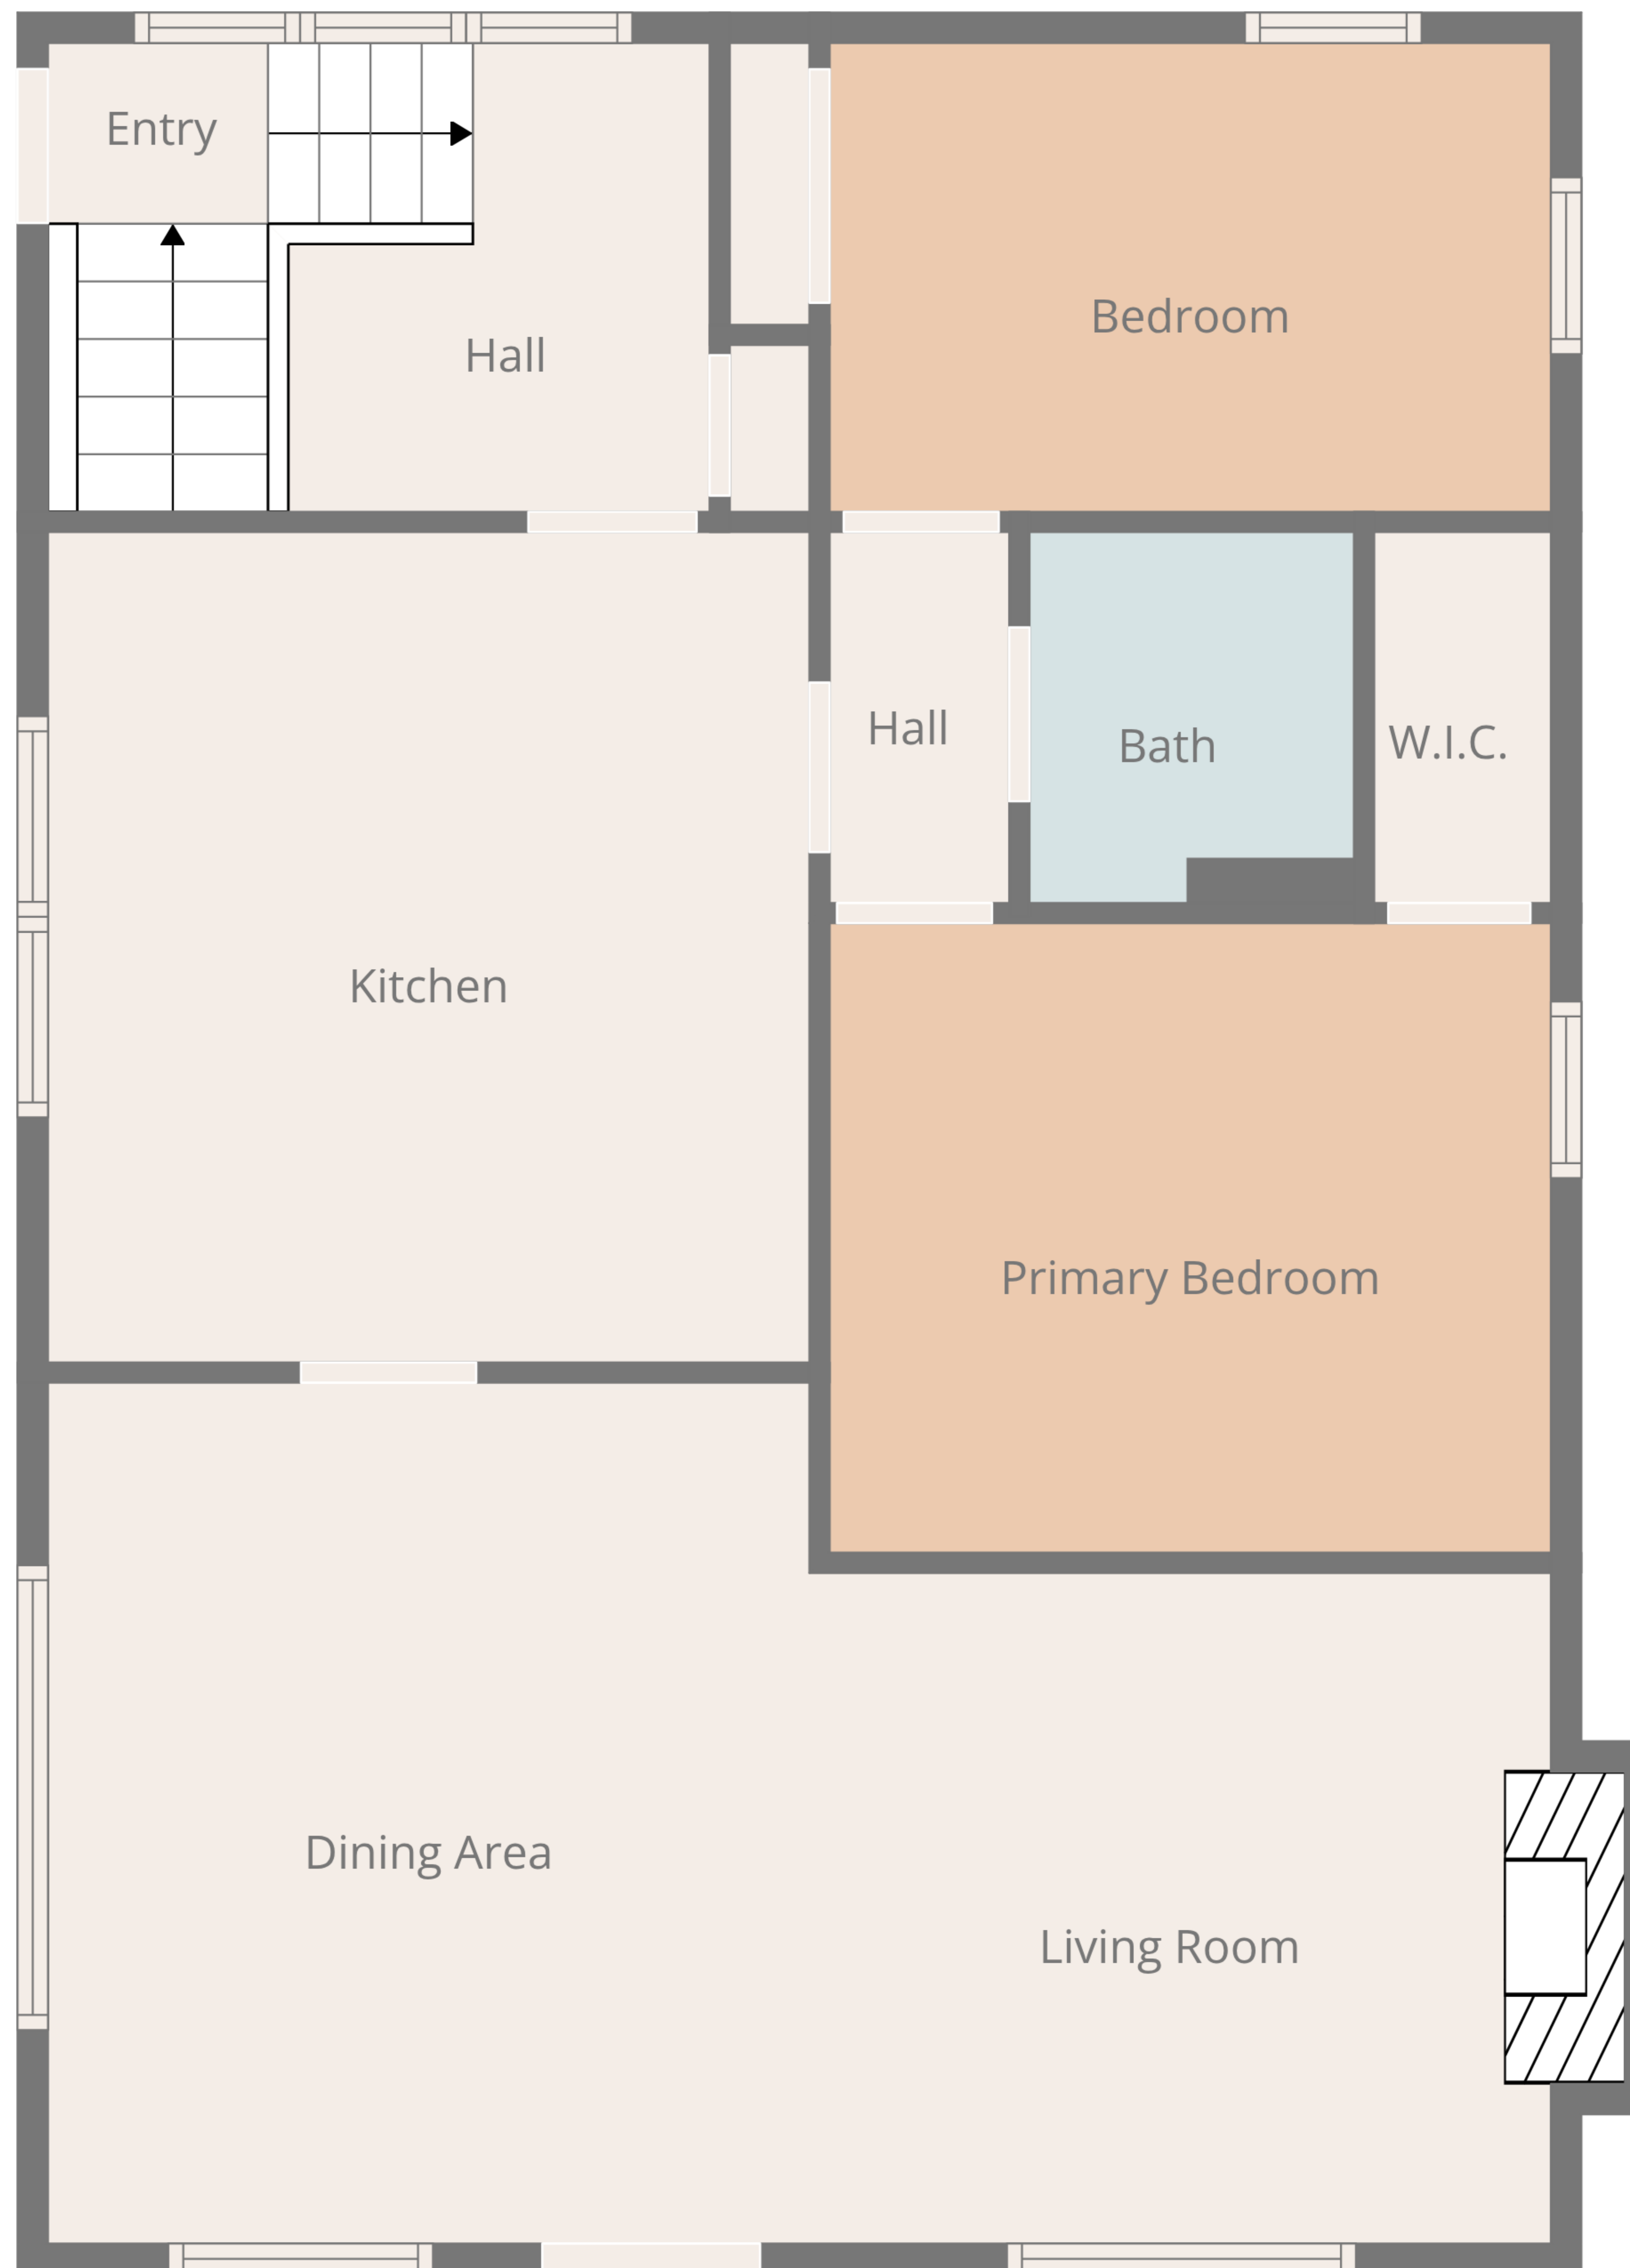 Entry
Bedroom
Hall
Hall
Bath
W.I.C.
Kitchen
Primary Bedroom
Dining Area
Living Room